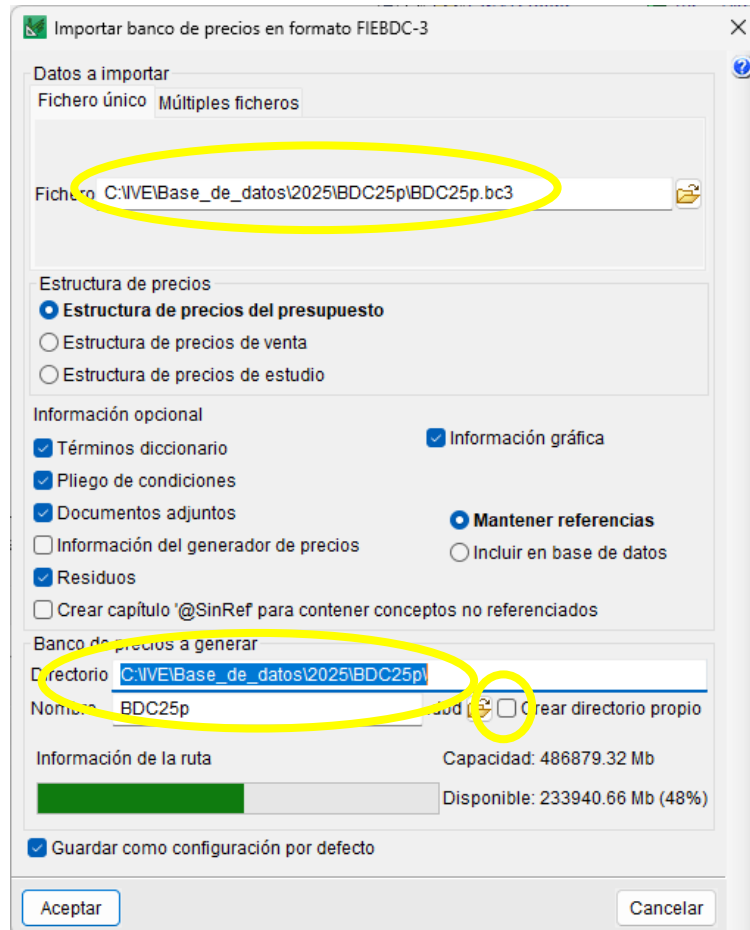 Importar banco de precios en formato FIEBDC-3
Datos a importar
Fichero único Múltiples ficheros
Fichero C:\IVE\Base_de_datos\2025\BDC25p\BDC25p.bc3
Estructura de precios
Estructura de precios del presupuesto
Estructura de precios de venta
Estructura de precios de estudio
Información opcional
Términos diccionario Información gráfica
Pliego de condiciones
Documentos adjuntos Mantener referencias
Información del generador de precios Incluir en base de datos
Residuos
Crear capítulo '@SinRef' para contener conceptos no referenciados
Banco de precios a generar
Directorio C:\IVE\Base_de_datos\2025\BDC25p\
Nombre BDC25p .dbd Crear directorio propio
Información de la ruta Capacidad: 486879.32 Mb
Disponible: 233940.66 Mb (48%)
Guardar como configuración por defecto
Aceptar Cancelar